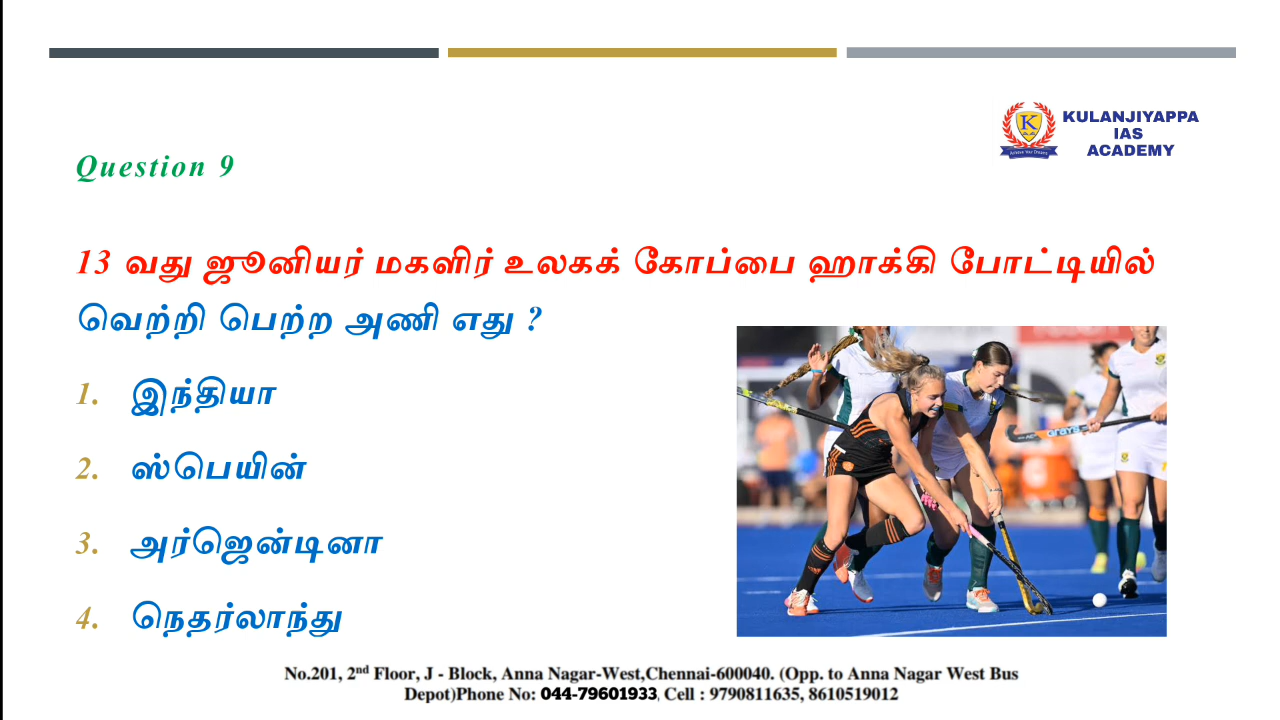 KULANJIYAPPA
IAS
ACADEMY
Question 9
13 வது ஜூனியர் மகளிர் உலகக் கோப்பை ஹாக்கி போட்டியில்
வெற்றி பெற்ற அணி எது ?
1. இந்தியா
2. ஸ்பெயின்
3. அர்ஜென்டினா
4. நெதர்லாந்து
No.201, 2nd Floor, J - Block, Anna Nagar-West,Chennai-600040. (Opp. to Anna Nagar West Bus
Depot)Phone No: 044-79601933, Cell : 9790811635, 8610519012